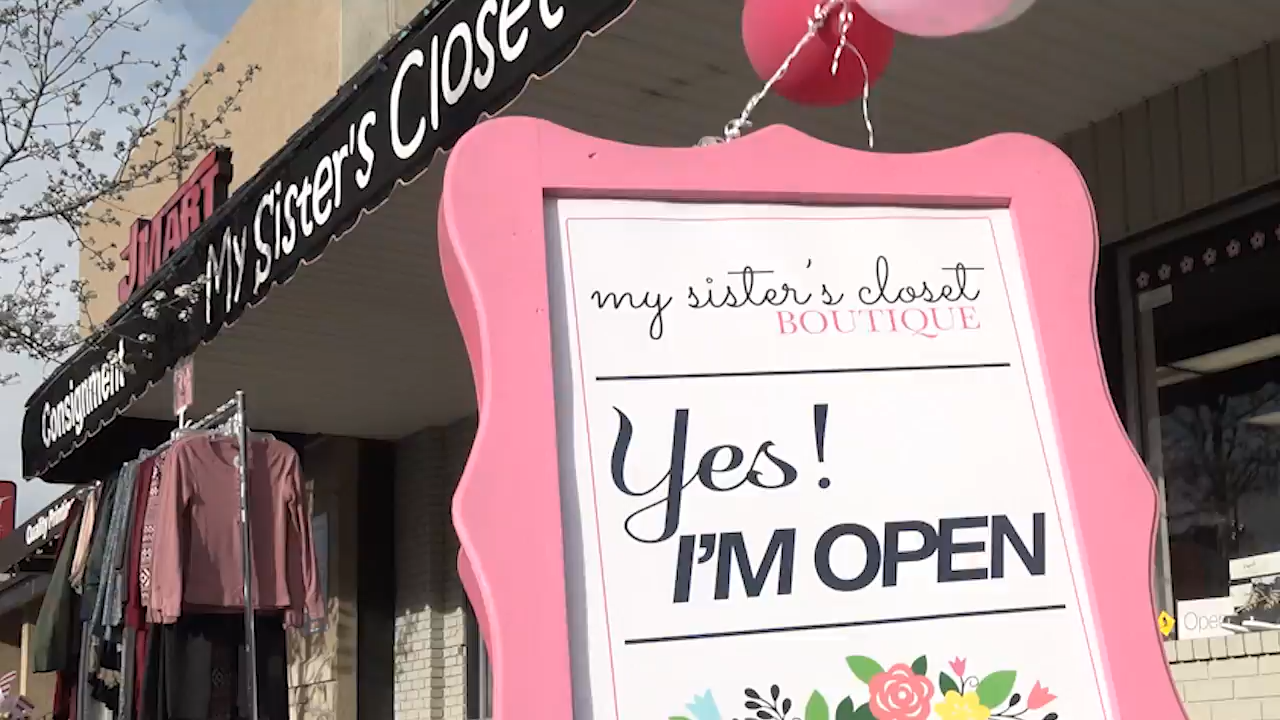 JMART
My Sister's Closet
Consignment
my sister's closet
BOUTIQUE
Yes!
I'M OPEN
Open